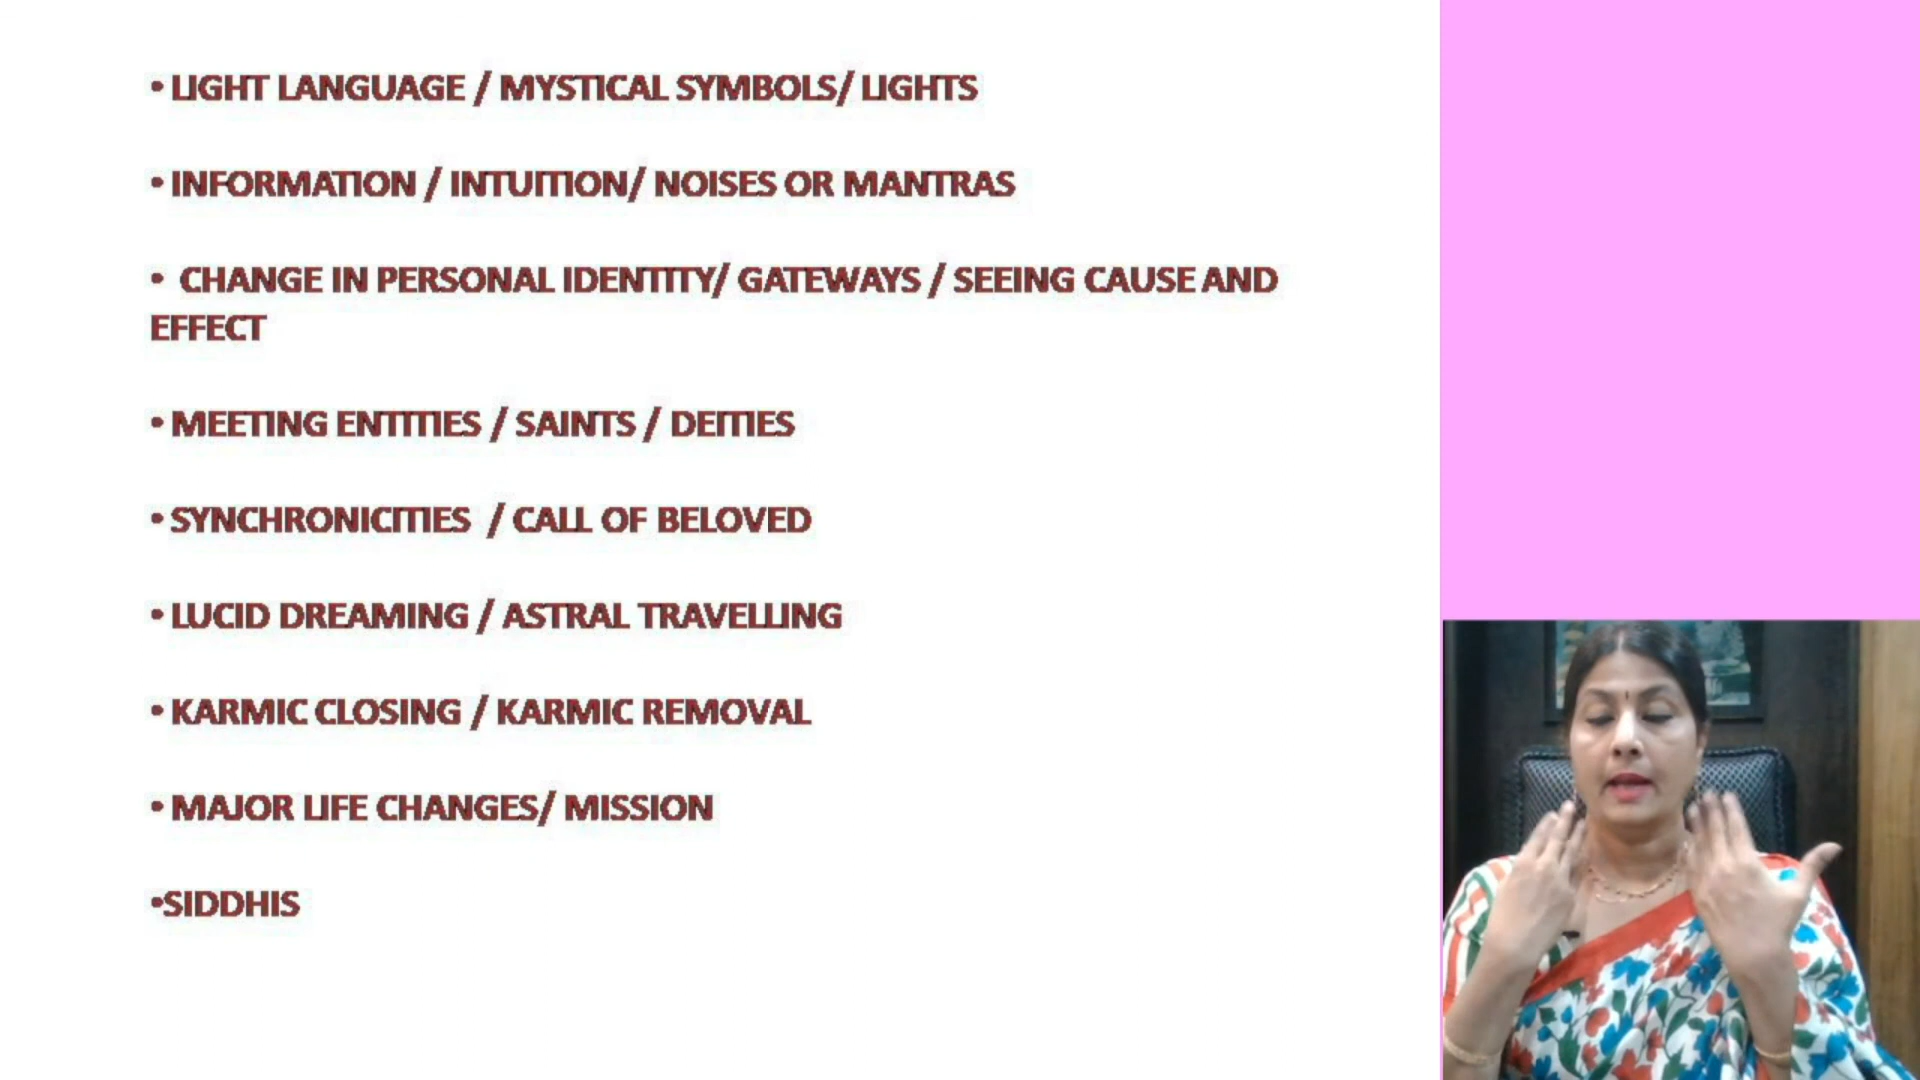 • LIGHT LANGUAGE / MYSTICAL SYMBOLS/ LIGHTS
• INFORMATION / INTUITION/ NOISES OR MANTRAS
• CHANGE IN PERSONAL IDENTITY/ GATEWAYS / SEEING CAUSE AND
EFFECT
• MEETING ENTITIES / SAINTS / DEITIES
• SYNCHRONICITIES / CALL OF BELOVED
• LUCID DREAMING / ASTRAL TRAVELLING
• KARMIC CLOSING / KARMIC REMOVAL
• MAJOR LIFE CHANGES/ MISSION
•SIDDHIS